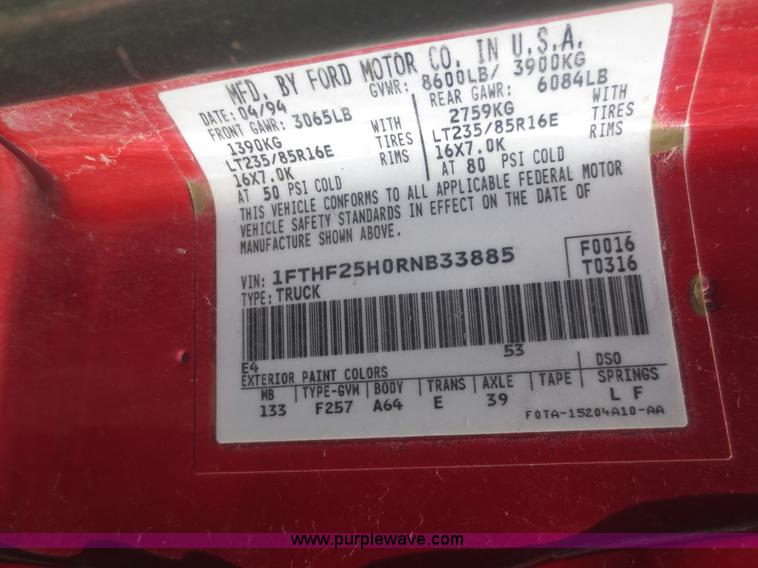 MFD. BY FORD MOTOR CO. IN U.S.A.
DATE: 04/94 GVWR: 8600LB/ 3900KG
FRONT GAWR: 3065LB REAR GAWR: 6084LB
1390KG WITH 2759KG WITH
LT235/85R16E TIRES LT235/85R16E TIRES
16X7.0K RIMS 16X7.0K RIMS
AT 50 PSI COLD AT 80 PSI COLD
THIS VEHICLE CONFORMS TO ALL APPLICABLE FEDERAL MOTOR
VEHICLE SAFETY STANDARDS IN EFFECT ON THE DATE OF
MANUFACTURE SHOWN ABOVE.
VIN: 1FTHF25H0RNB33885 F0016
TYPE: TRUCK T0316
E4 53
EXTERIOR PAINT COLORS DSO
WB TYPE-GVM BODY TRANS AXLE TAPE SPRINGS
133 F257 A64 E 39 L F
F0TA-15204A10-AA
www.purplewave.com